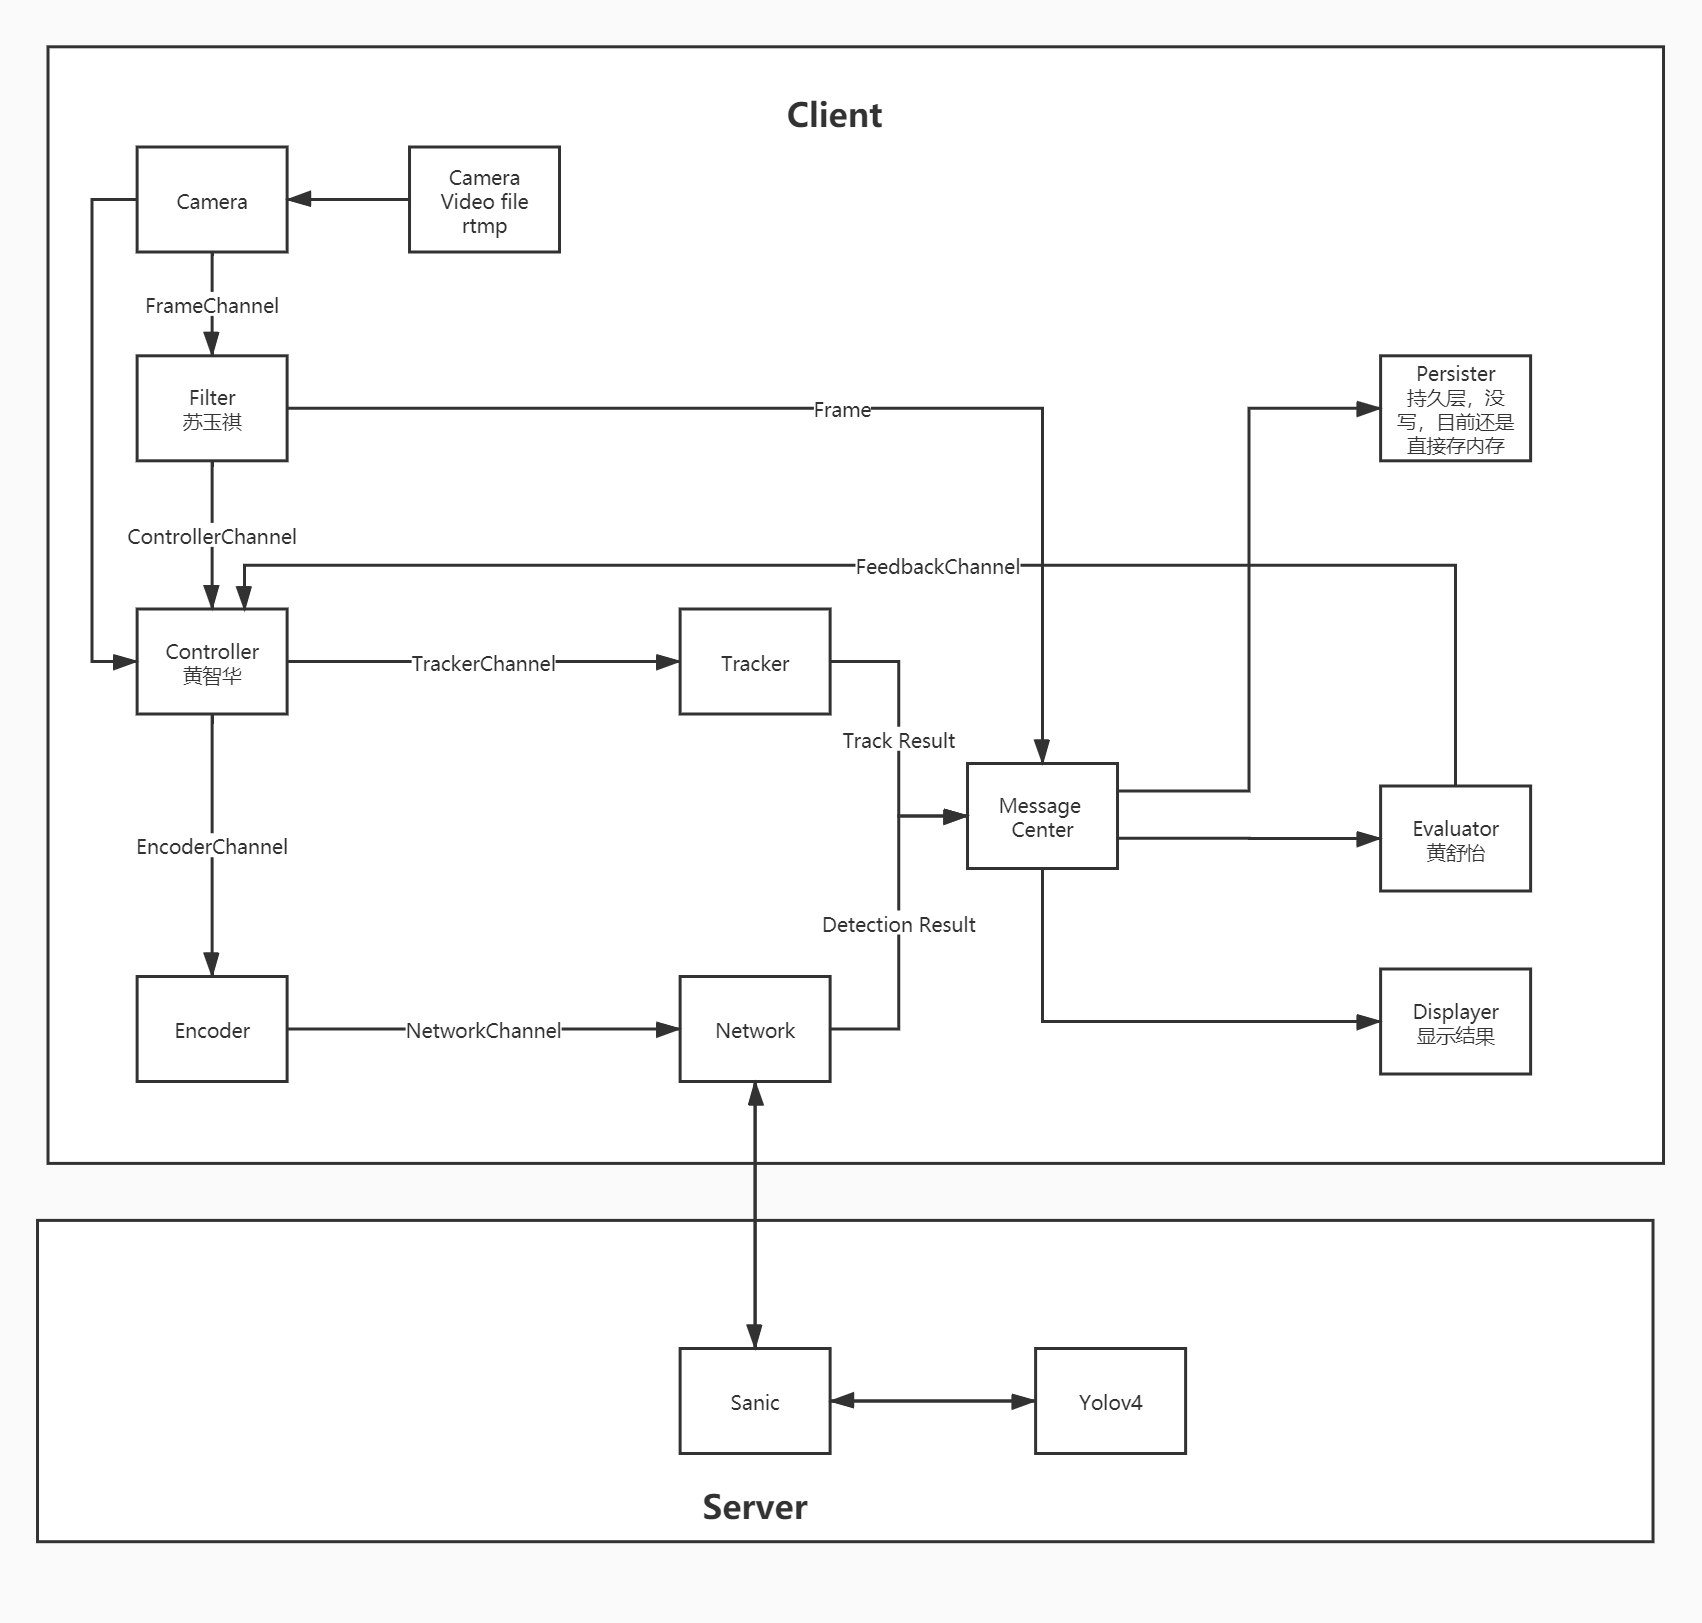 Client
Camera
Camera
Video file
rtmp
FrameChannel
Filter
苏玉祺
Frame
Persister
持久层，没
写，目前还是
直接存内存
ControllerChannel
FeedbackChannel
Controller
黄智华
TrackerChannel
Tracker
Track Result
Message
Center
Evaluator
黄舒怡
EncoderChannel
Detection Result
Encoder
NetworkChannel
Network
Displayer
显示结果
Sanic
Yolov4
Server